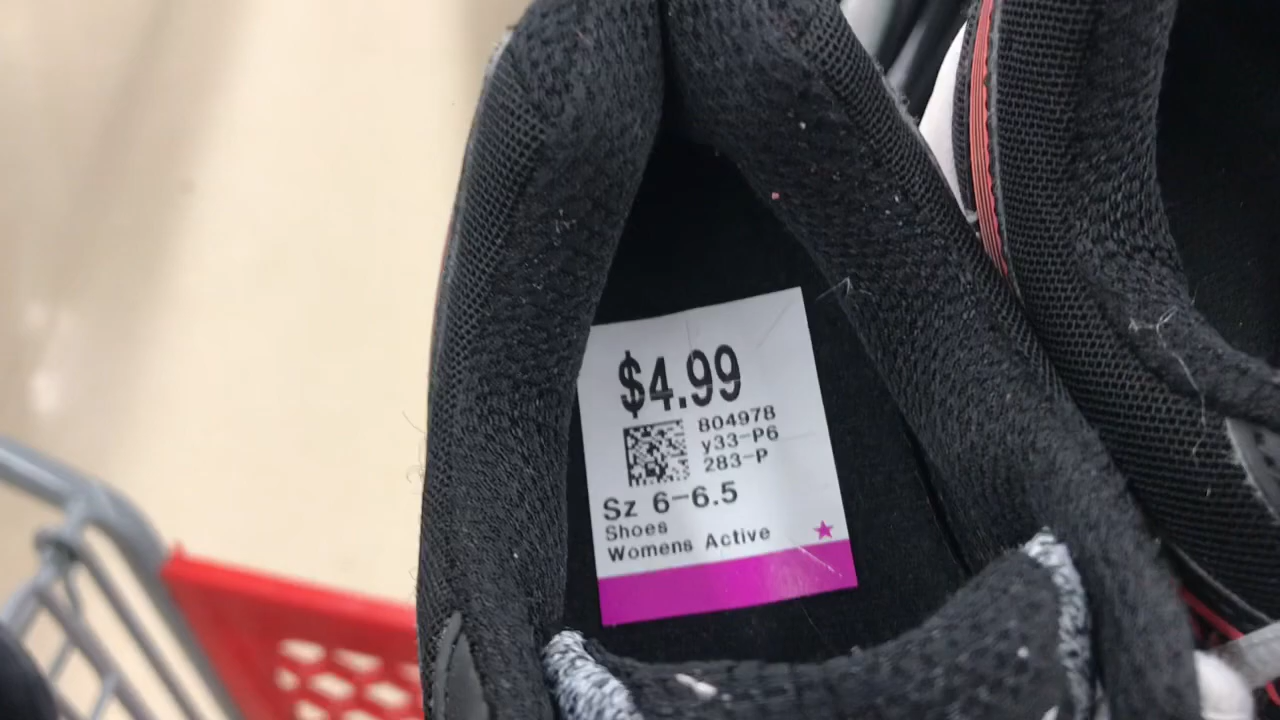 $4.99
804978
y33-P6
283-P
Sz 6-6.5
Shoes
Womens Active